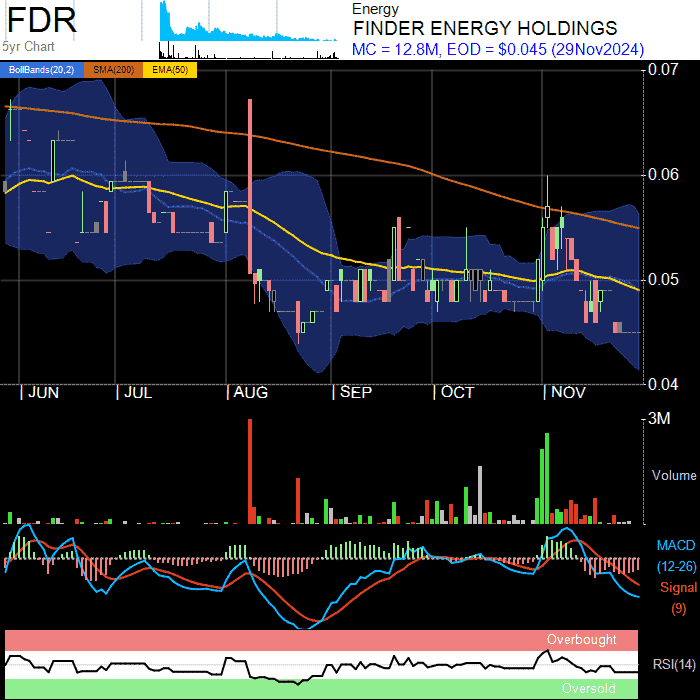 FDR
5yr Chart
Energy
FINDER ENERGY HOLDINGS
MC = 12.8M, EOD = $0.045 (29Nov2024)
BollBands(20,2) SMA(200) EMA(50)
0.07
0.06
0.05
0.04
| JUN | JUL | AUG | SEP | OCT | NOV
3M
Volume
MACD
(12-26)
Signal
(9)
Overbought
RSI(14)
Oversold